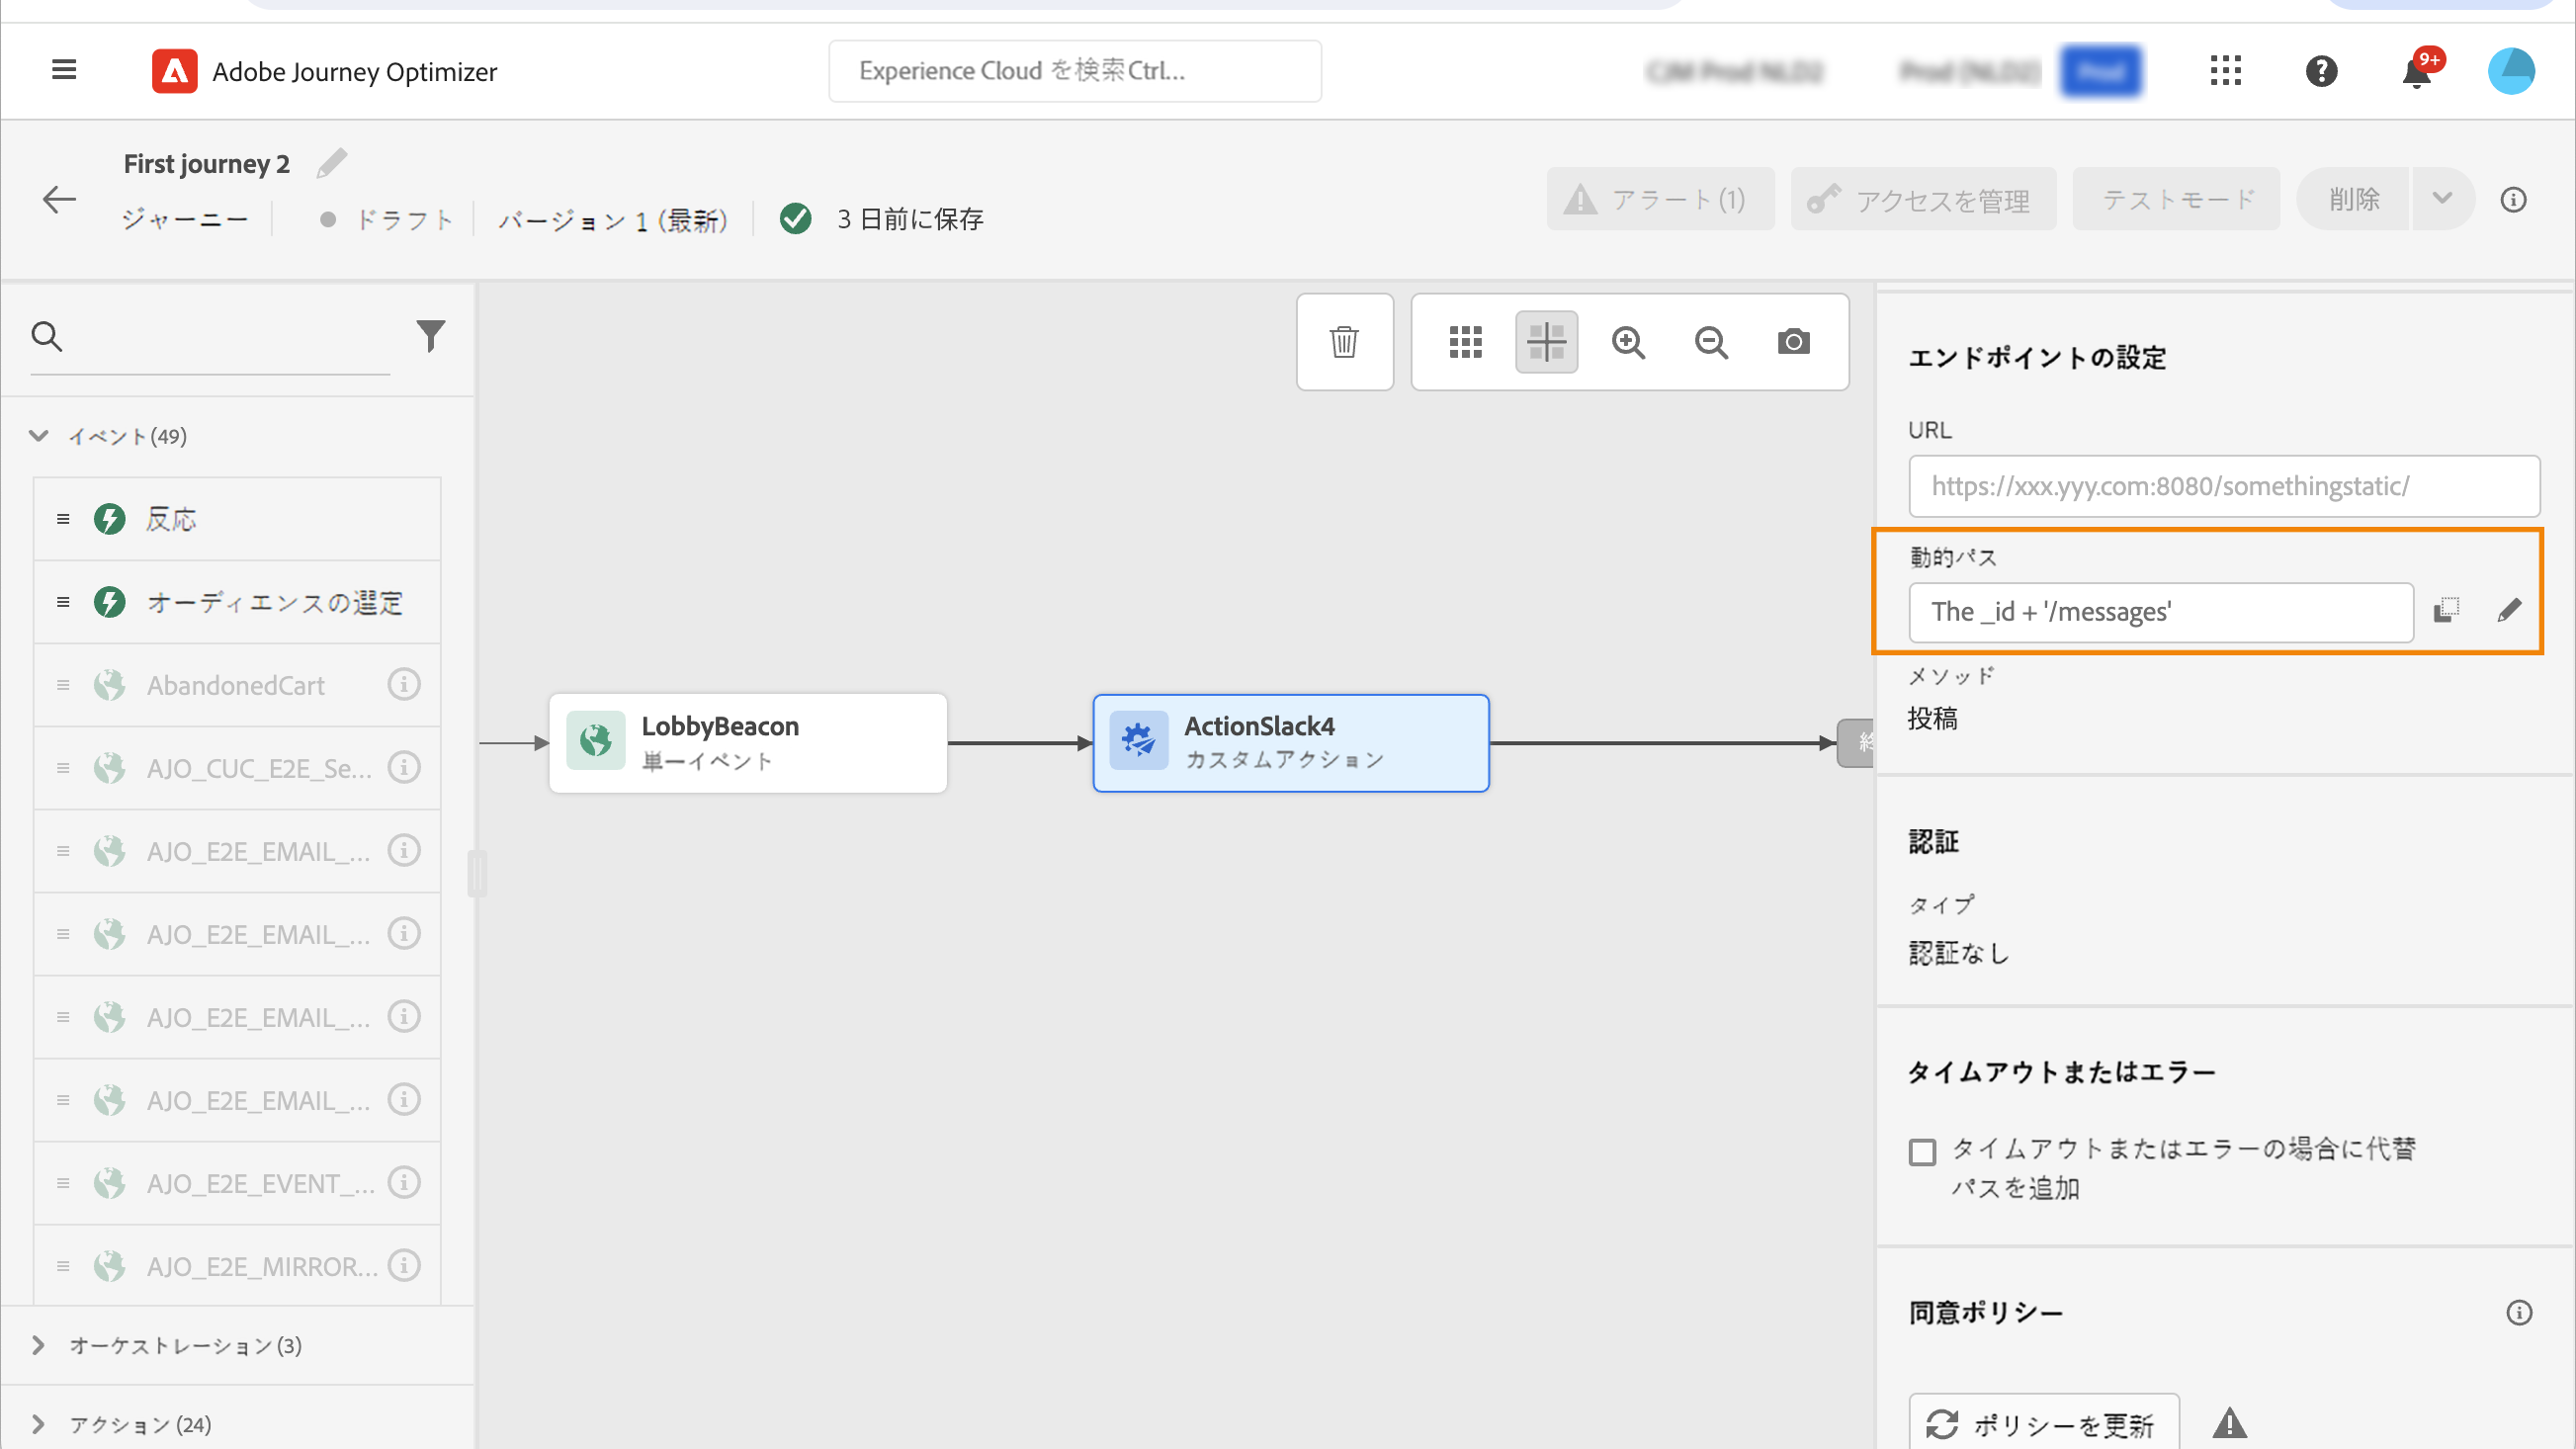 Adobe Journey Optimizer
Experience Cloud を検索Ctrl...
9+
First journey 2
ジャーニー
ドラフト
バージョン 1 (最新)
3 日前に保存
アラート (1)
アクセスを管理
テストモード
削除
イベント (49)
反応
オーディエンスの選定
AbandonedCart
AJO_CUC_E2E_Se...
AJO_E2E_EMAIL_...
AJO_E2E_EMAIL_...
AJO_E2E_EMAIL_...
AJO_E2E_EMAIL_...
AJO_E2E_EVENT_...
AJO_E2E_MIRROR...
オーケストレーション (3)
アクション (24)
LobbyBeacon
単一イベント
ActionSlack4
カスタムアクション
エンドポイントの設定
URL
https://xxx.yyy.com:8080/somethingstatic/
動的パス
The _id + '/messages'
メソッド
投稿
認証
タイプ
認証なし
タイムアウトまたはエラー
タイムアウトまたはエラーの場合に代替
パスを追加
同意ポリシー
ポリシーを更新